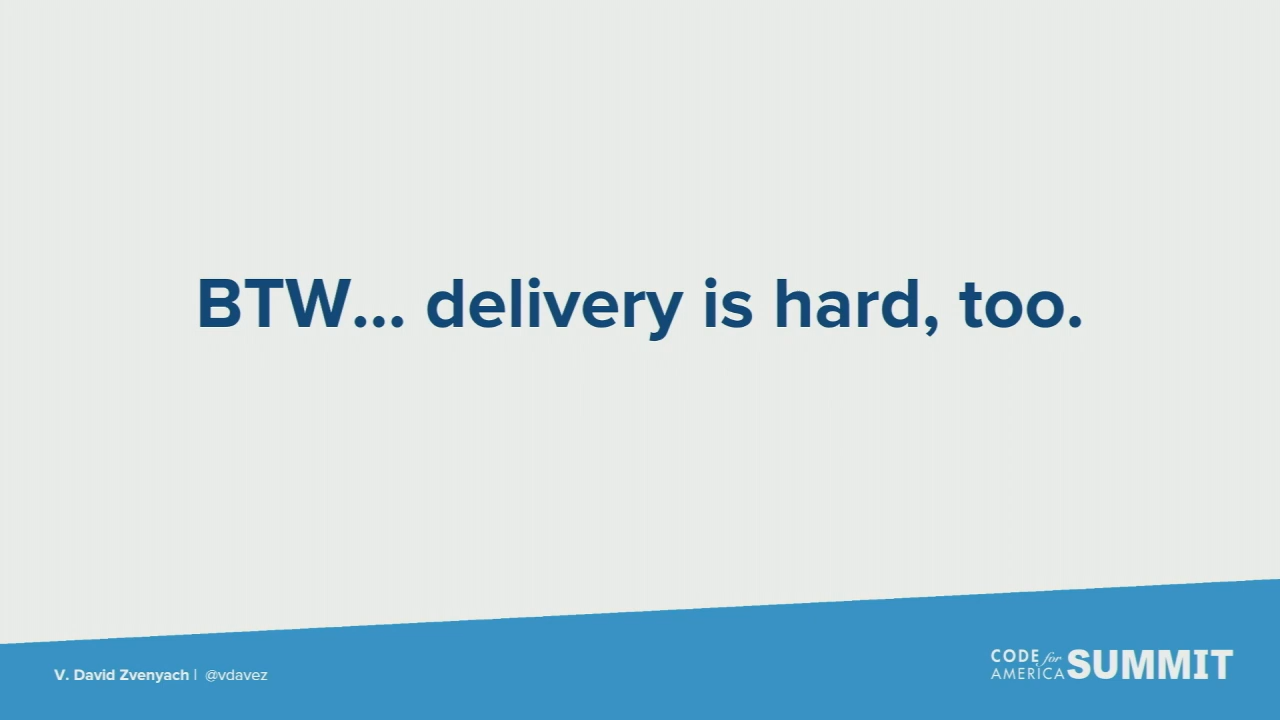 BTW... delivery is hard, too.
V. David Zvenyach | @vdavez
CODE for
AMERICA SUMMIT